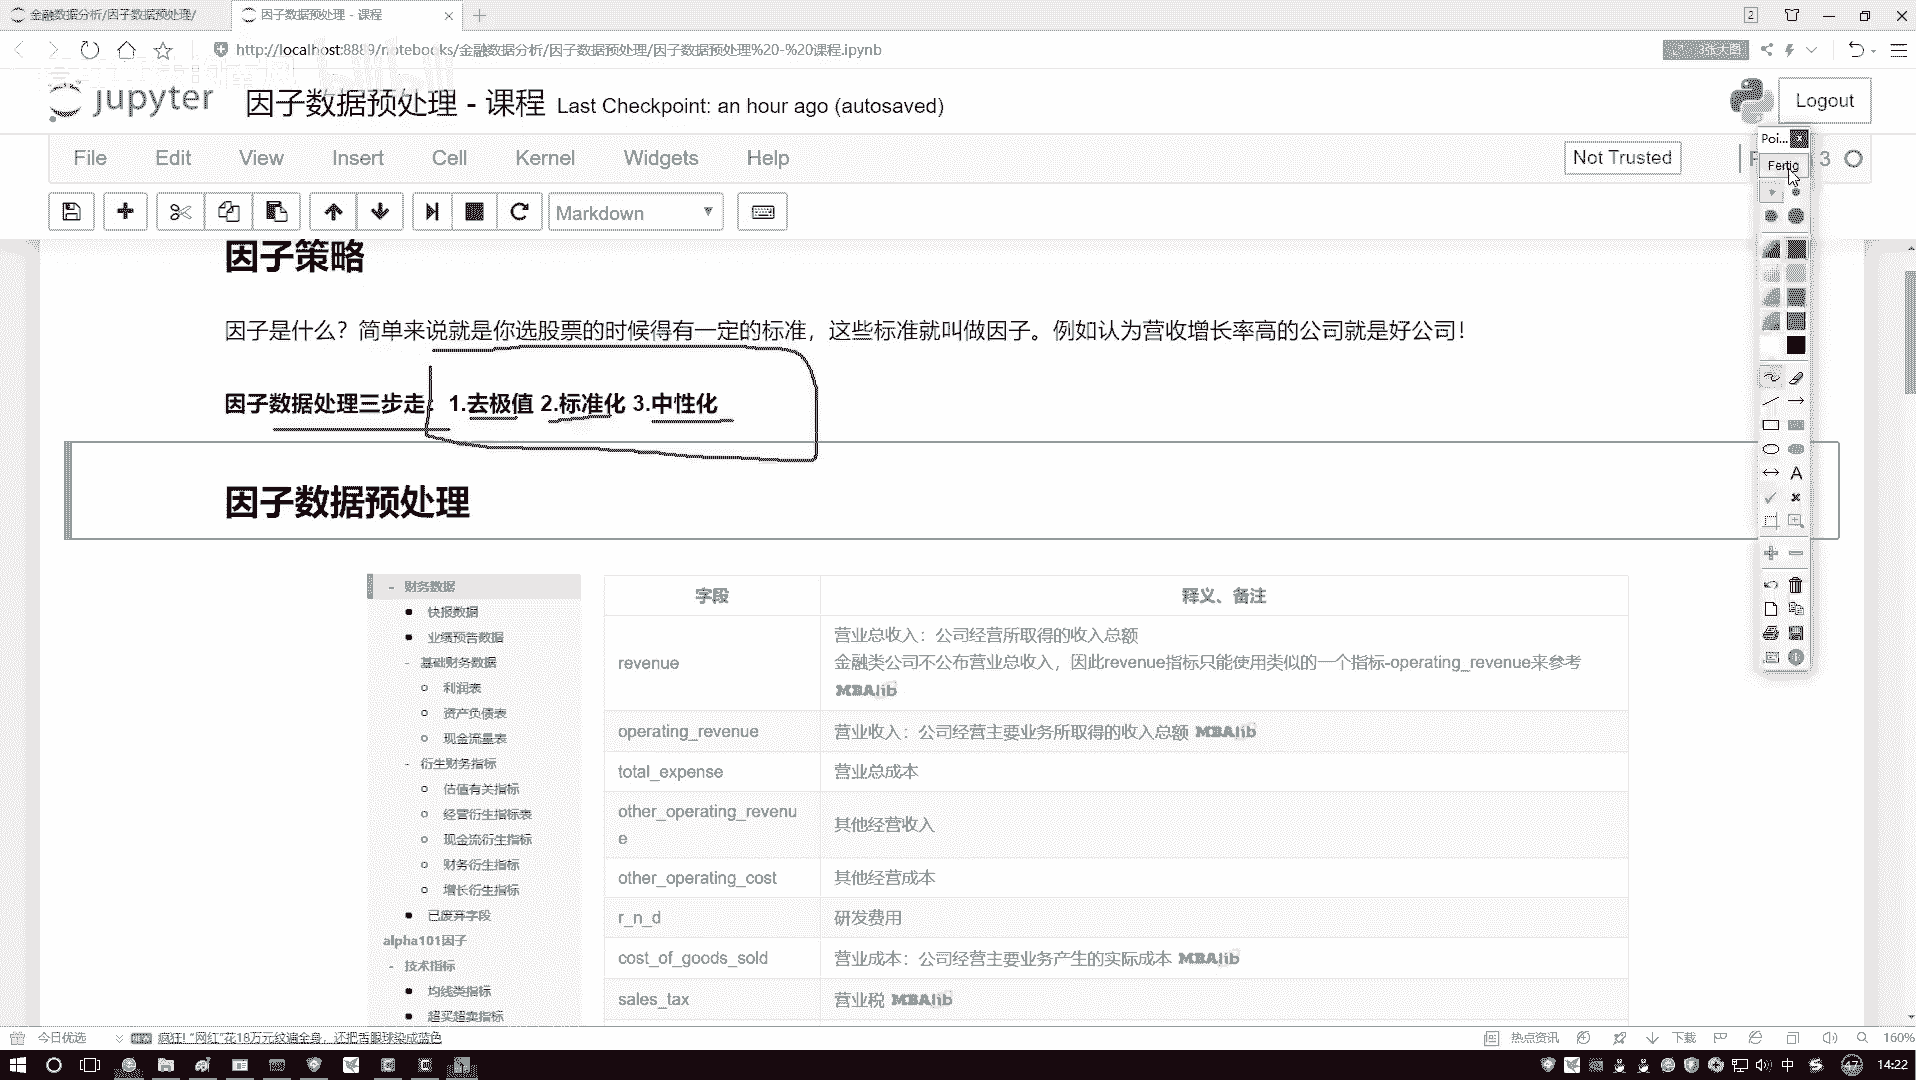 金融数据分析/因子数据预处理/
因子数据预处理 - 课程
2
http://localhost:8889/notebooks/金融数据分析/因子数据预处理/因子数据预处理%20-%20课程.ipynb
3张大图
jupyter 因子数据预处理 - 课程 Last Checkpoint: an hour ago (autosaved)
Logout
File Edit View Insert Cell Kernel Widgets Help
Not Trusted
3
Poi...
Fertig
Markdown
因子策略
因子是什么？简单来说就是你选股票的时候得有一定的标准，这些标准就叫做因子。例如认为营收增长率高的公司就是好公司！
因子数据处理三步走：1.去极值 2.标准化 3.中性化
因子数据预处理
- 财务数据
快报数据
业绩预告数据
- 基础财务数据
利润表
资产负债表
现金流量表
- 衍生财务指标
估值有关指标
经营衍生指标表
现金流衍生指标
财务衍生指标
增长衍生指标
已废弃字段
alpha101因子
- 技术指标
均线类指标
超买超卖指标
字段 释义、备注
revenue
营业总收入：公司经营所取得的收入总额
金融类公司不公布营业总收入，因此revenue指标只能使用类似的一个指标-operating_revenue来参考
MBAlib
operating_revenue 营业收入：公司经营主要业务所取得的收入总额 MBAlib
total_expense 营业总成本
other_operating_revenu
e
其他经营收入
other_operating_cost 其他经营成本
r_n_d 研发费用
cost_of_goods_sold 营业成本：公司经营主要业务产生的实际成本 MBAlib
sales_tax 营业税 MBAlib
A
今日优选
疯狂! "网红"花18万元纹遍全身，还把眼球染成蓝色
热点资讯
下载
160%
中
47
14:22